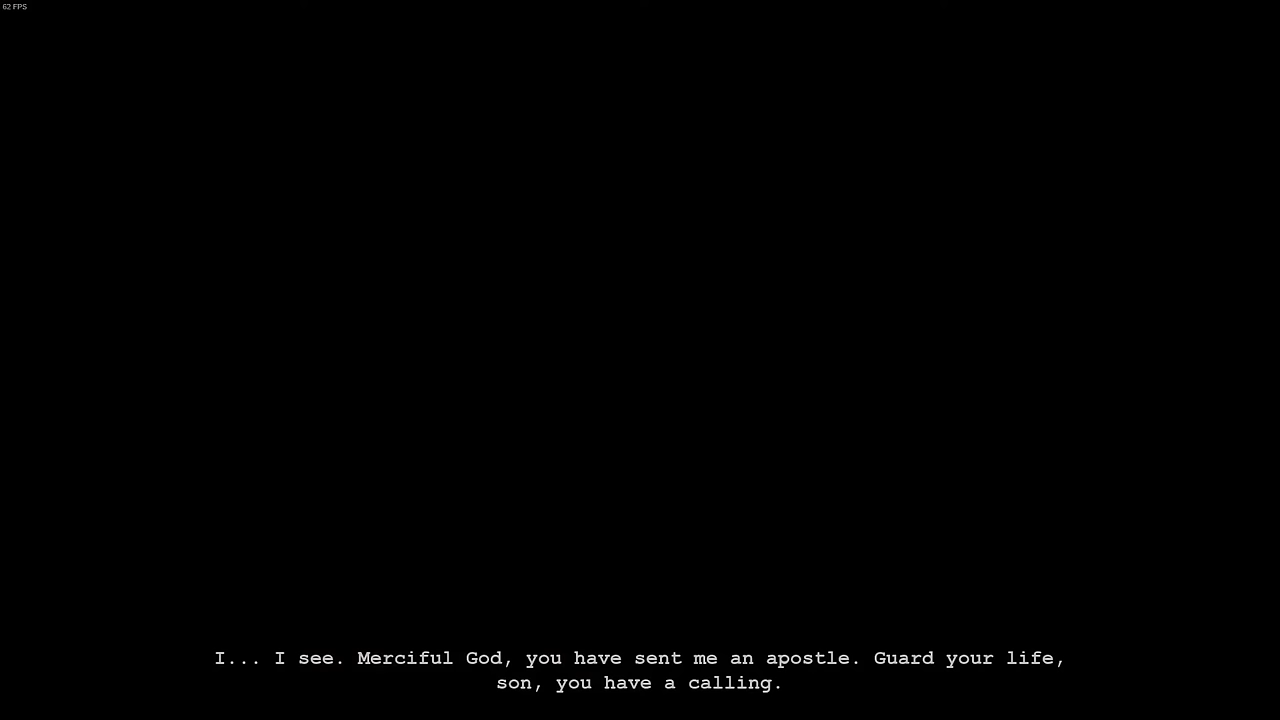 62 FPS
I... I see. Merciful God, you have sent me an apostle. Guard your life,
son, you have a calling.